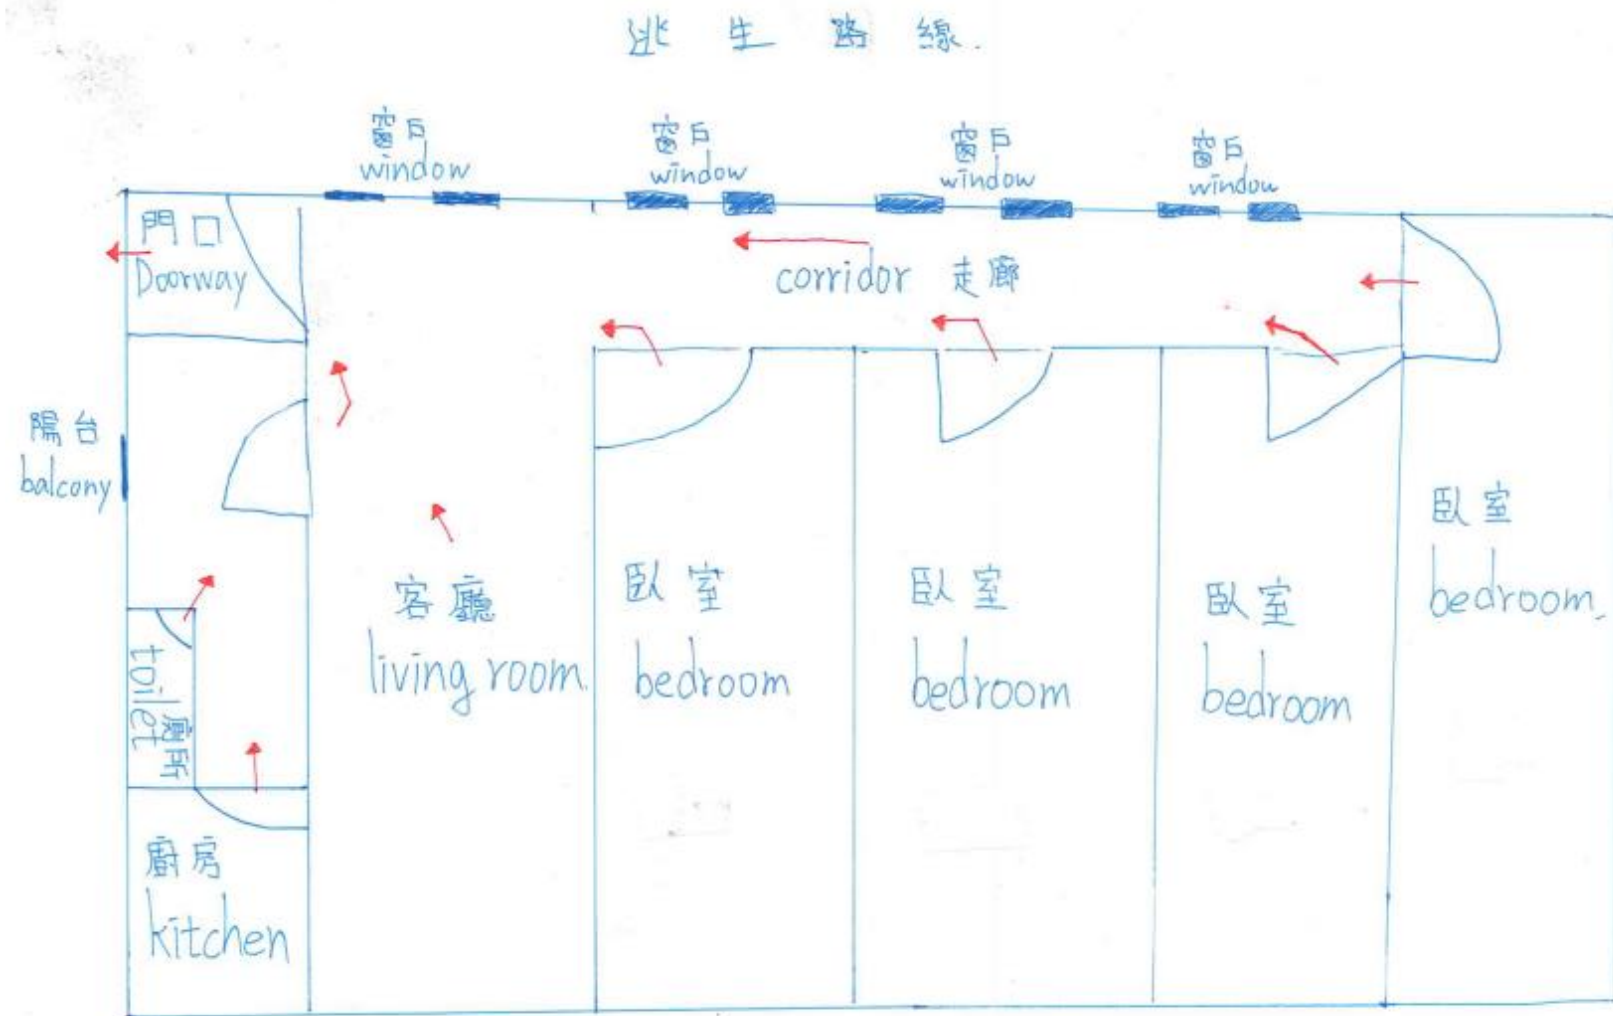 逃生路線.
窗戶
window
窗戶
window
窗戶
window
窗戶
window
門口
Doorway
corridor 走廊
陽台
balcony
客廳
living room.
臥室
bedroom
臥室
bedroom
臥室
bedroom
臥室
bedroom.
toilet
廁所
廚房
kitchen